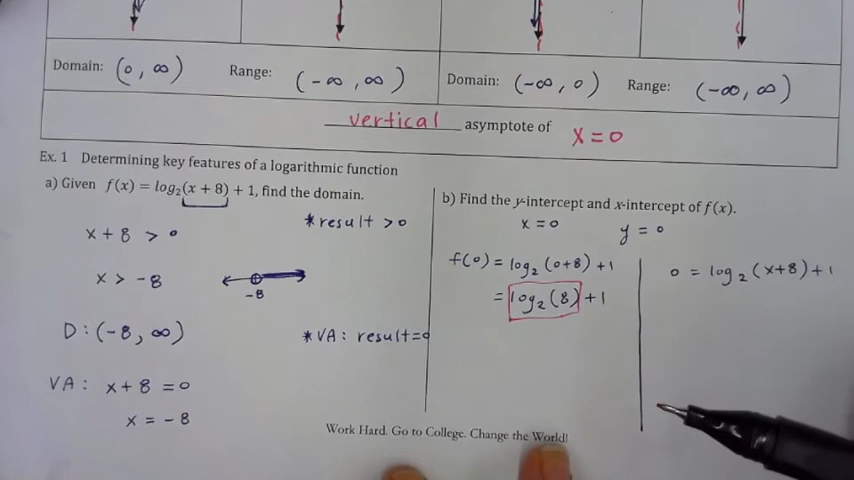 Domain: (0, ∞) Range: (-∞, ∞) Domain: (-∞, 0) Range: (-∞, ∞)
vertical asymptote of x = 0
Ex. 1 Determining key features of a logarithmic function
a) Given f(x) = log₂(x + 8) + 1, find the domain.
x + 8 > 0
* result > 0
x > -8
-8
D: (-8, ∞)
* VA: result = 0
VA: x + 8 = 0
x = -8
b) Find the y-intercept and x-intercept of f(x).
x = 0 y = 0
f(0) = log₂(0+8) + 1
= log₂(8) + 1
0 = log₂(x+8) + 1
Work Hard. Go to College. Change the World!